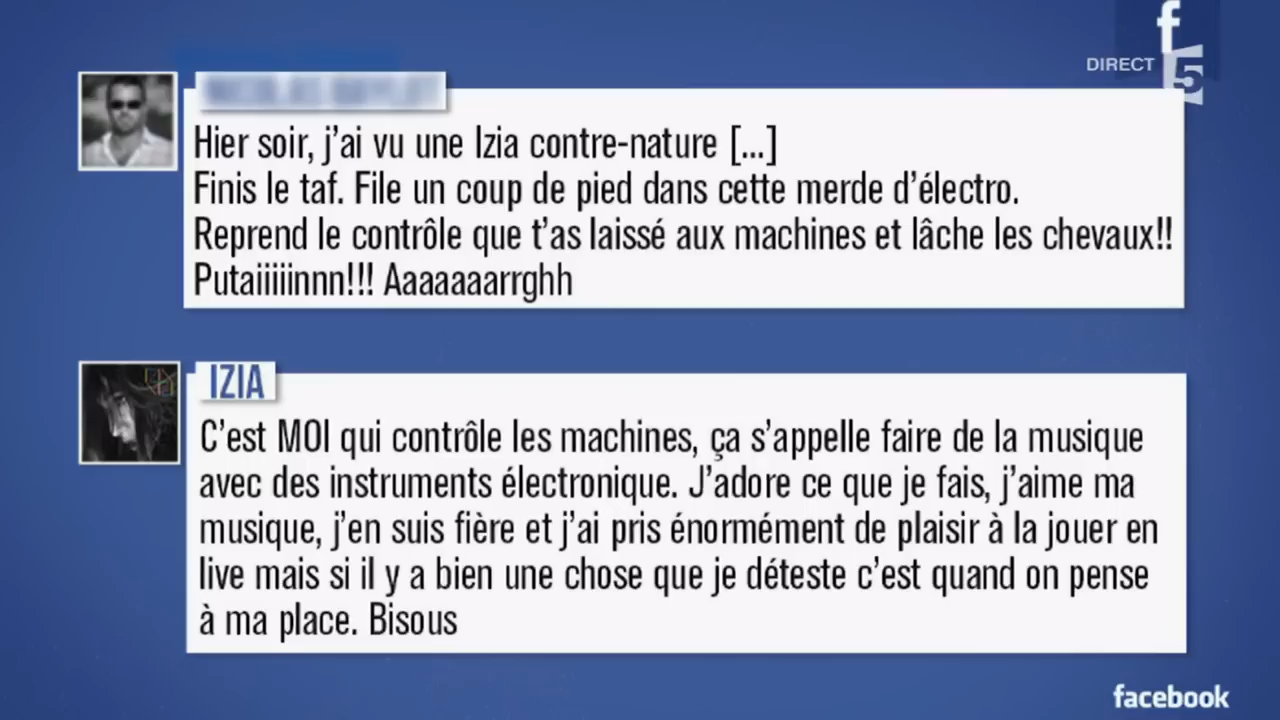 f
DIRECT 5
Hier soir, j'ai vu une Izia contre-nature [...]
Finis le taf. File un coup de pied dans cette merde d'électro.
Reprend le contrôle que t'as laissé aux machines et lâche les chevaux!!
Putaiiiiiinnn!!! Aaaaaaarrghh
IZIA
C'est MOI qui contrôle les machines, ça s'appelle faire de la musique
avec des instruments électronique. J'adore ce que je fais, j'aime ma
musique, j'en suis fière et j'ai pris énormément de plaisir à la jouer en
live mais si il y a bien une chose que je déteste c'est quand on pense
à ma place. Bisous
facebook